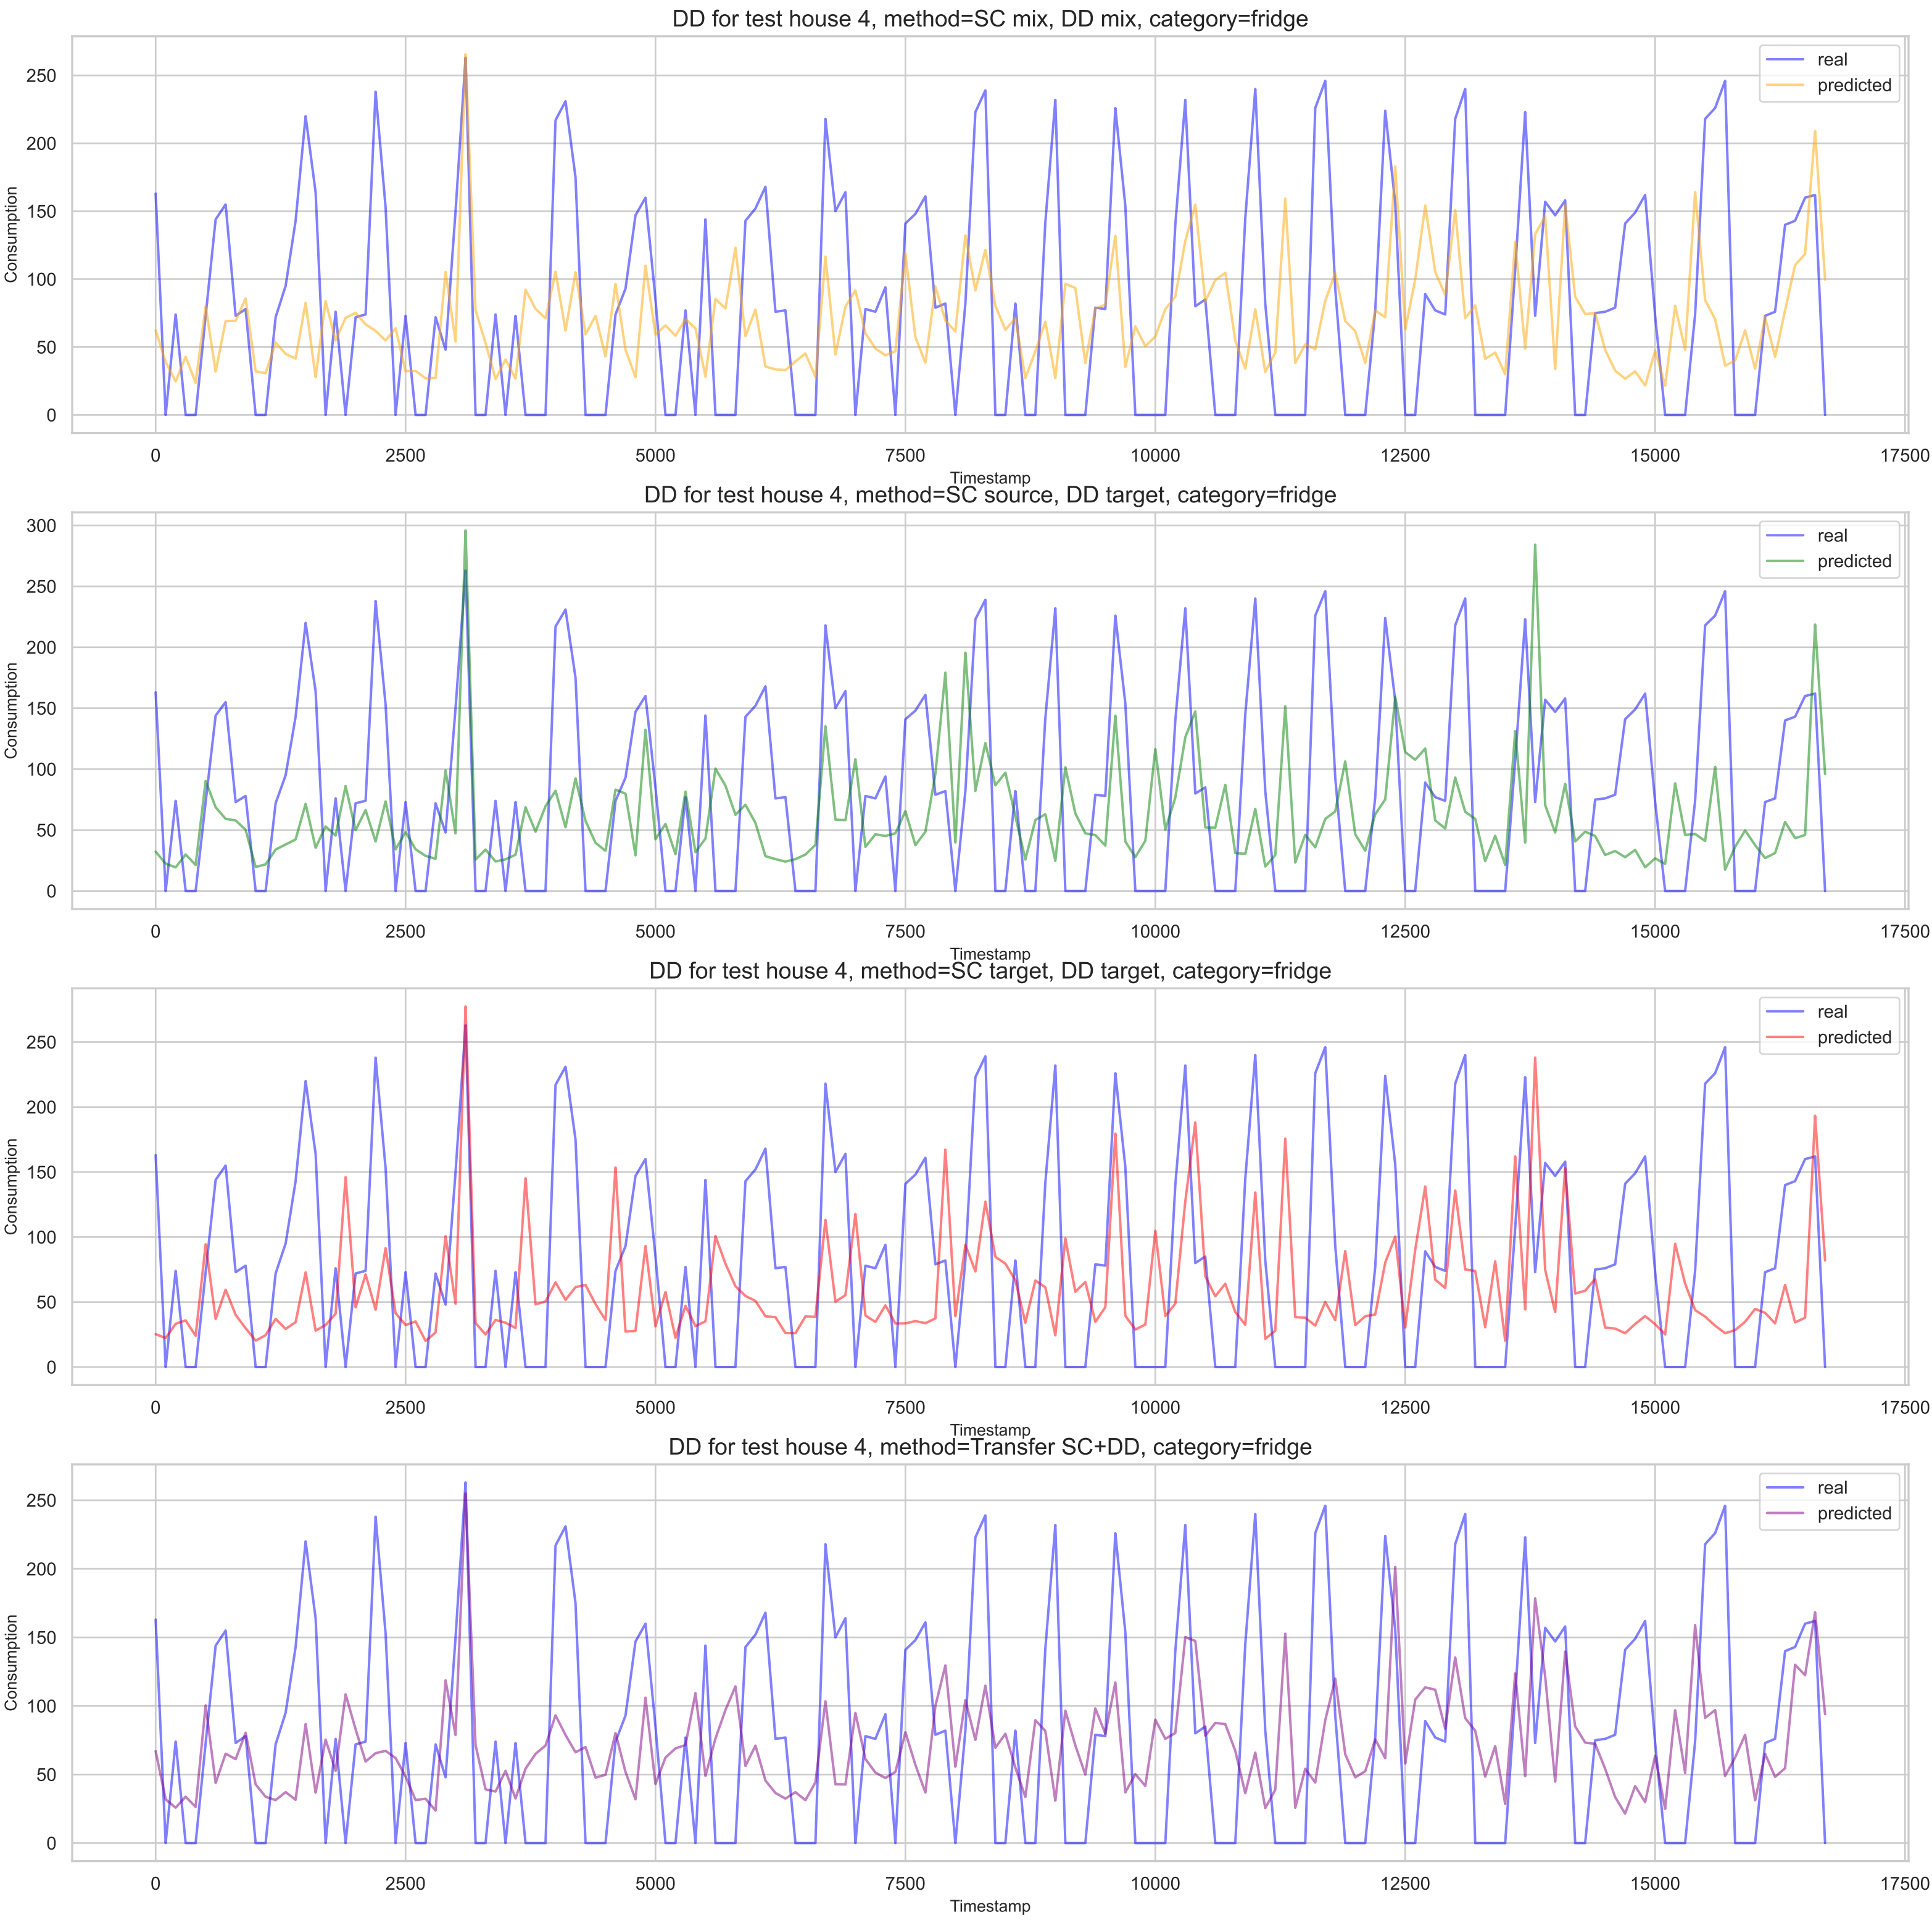 DD for test house 4, method=SC mix, DD mix, category=fridge
real
predicted
Consumption
250
200
150
100
50
0
0 2500 5000 7500 10000 12500 15000 17500
Timestamp
DD for test house 4, method=SC source, DD target, category=fridge
real
predicted
Consumption
300
250
200
150
100
50
0
0 2500 5000 7500 10000 12500 15000 17500
Timestamp
DD for test house 4, method=SC target, DD target, category=fridge
real
predicted
Consumption
250
200
150
100
50
0
0 2500 5000 7500 10000 12500 15000 17500
Timestamp
DD for test house 4, method=Transfer SC+DD, category=fridge
real
predicted
Consumption
250
200
150
100
50
0
0 2500 5000 7500 10000 12500 15000 17500
Timestamp